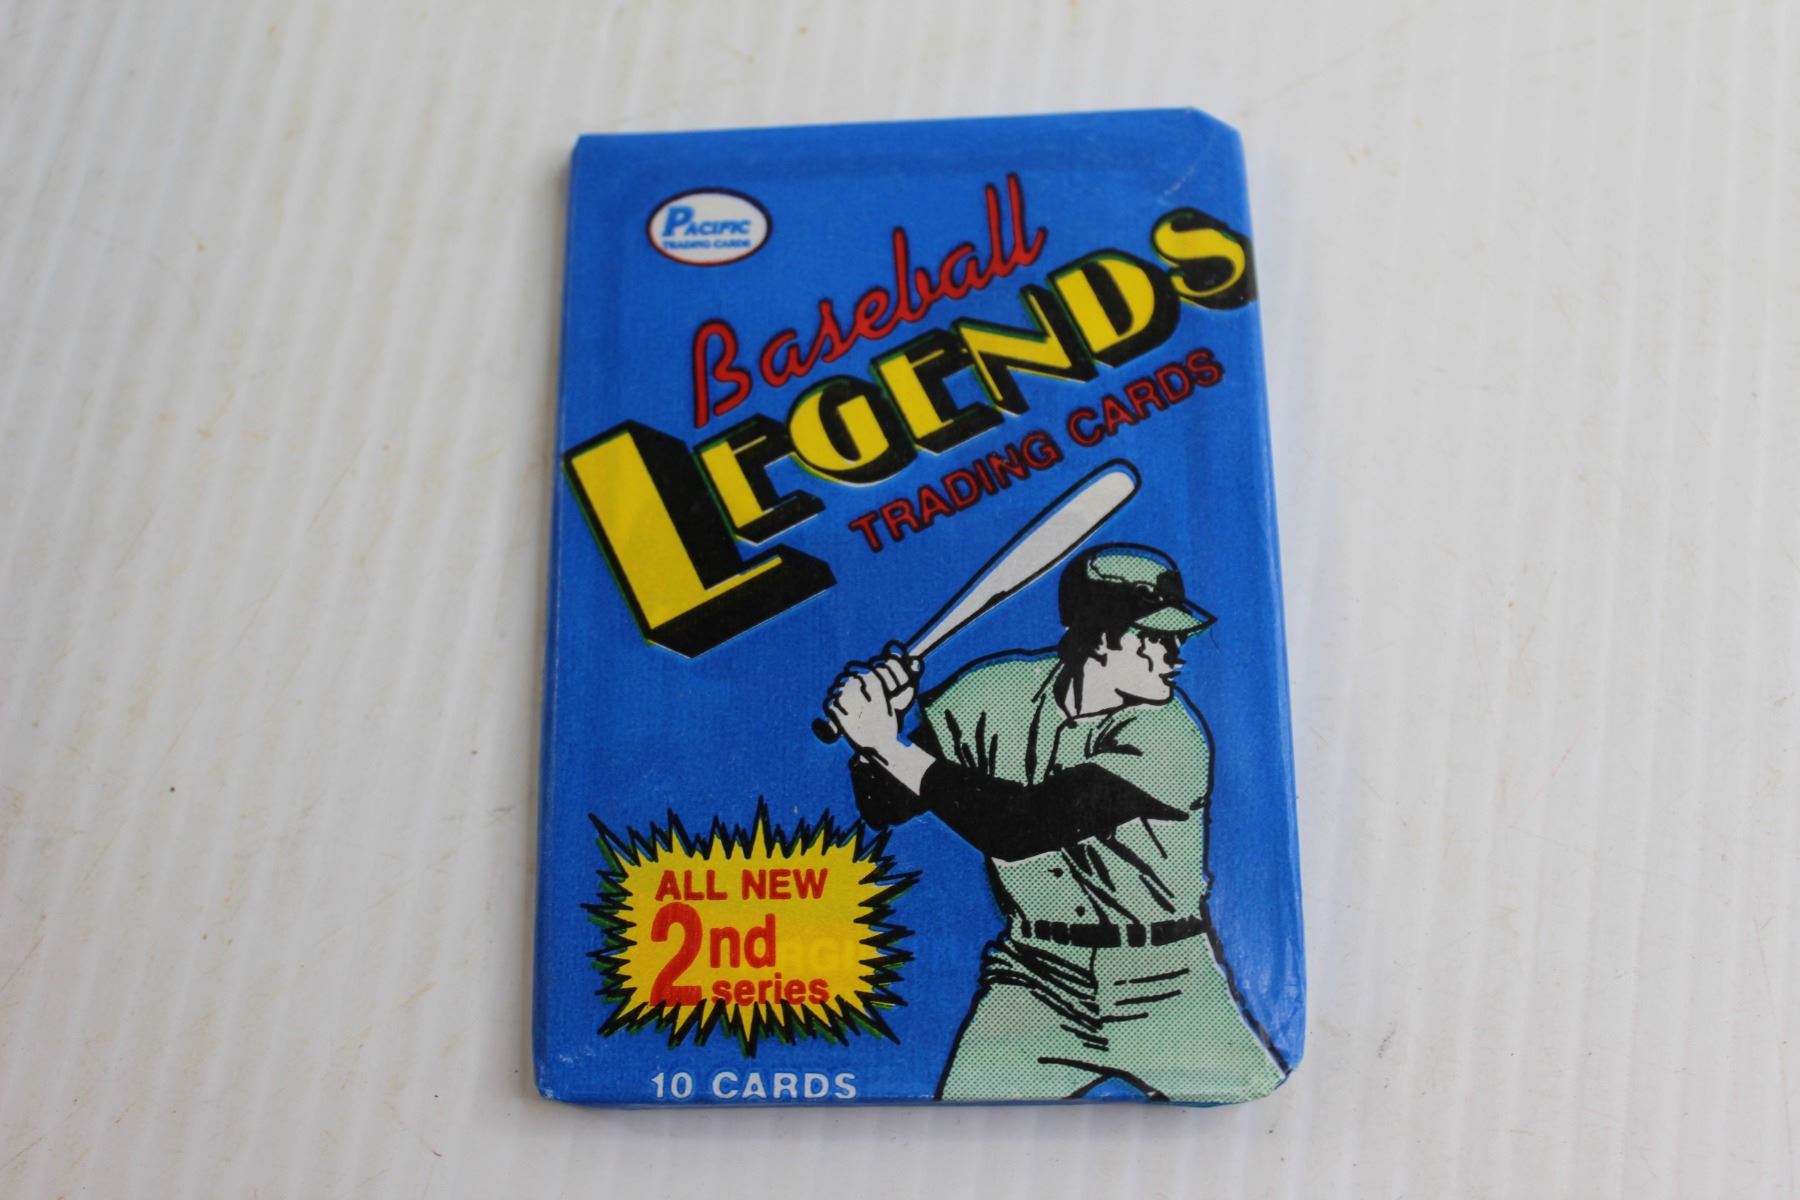 PACIFIC
TRADING CARDS
Baseball
LEGENDS
TRADING CARDS
ALL NEW
2nd
series
10 CARDS